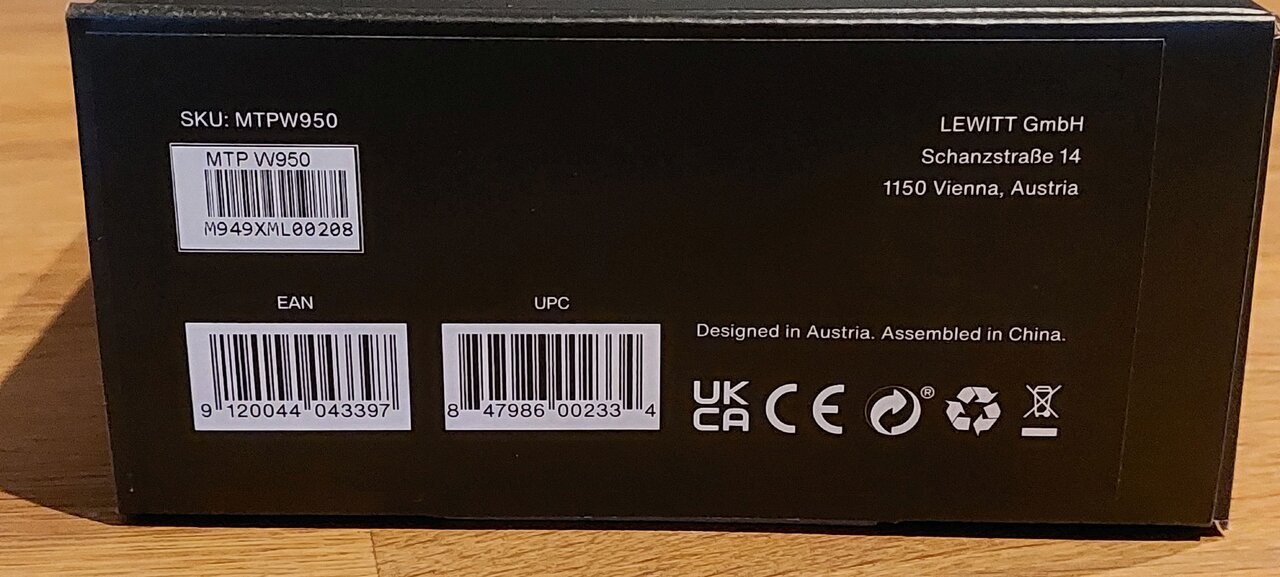 SKU: MTPW950
MTP W950
M949XML00208
LEWITT GmbH
Schanzstraße 14
1150 Vienna, Austria
EAN
9 120044 043397
UPC
8 47986 00233 4
Designed in Austria. Assembled in China.
UK
CA
CE
®